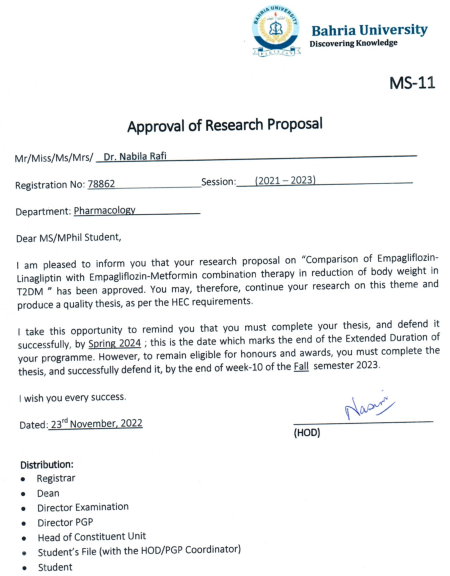 BAHRIA UNIVERSITY
Bahria University
Discovering Knowledge
MS-11
Approval of Research Proposal
Mr/Miss/Ms/Mrs/ Dr. Nabila Rafi
Registration No: 78862 Session: (2021 – 2023)
Department: Pharmacology
Dear MS/MPhil Student,
I am pleased to inform you that your research proposal on "Comparison of Empagliflozin-
Linagliptin with Empagliflozin-Metformin combination therapy in reduction of body weight in
T2DM " has been approved. You may, therefore, continue your research on this theme and
produce a quality thesis, as per the HEC requirements.
I take this opportunity to remind you that you must complete your thesis, and defend it
successfully, by Spring 2024 ; this is the date which marks the end of the Extended Duration of
your programme. However, to remain eligible for honours and awards, you must complete the
thesis, and successfully defend it, by the end of week-10 of the Fall semester 2023.
I wish you every success.
Dated: 23rd November, 2022
(HOD)
Distribution:
• Registrar
• Dean
• Director Examination
• Director PGP
• Head of Constituent Unit
• Student's File (with the HOD/PGP Coordinator)
• Student